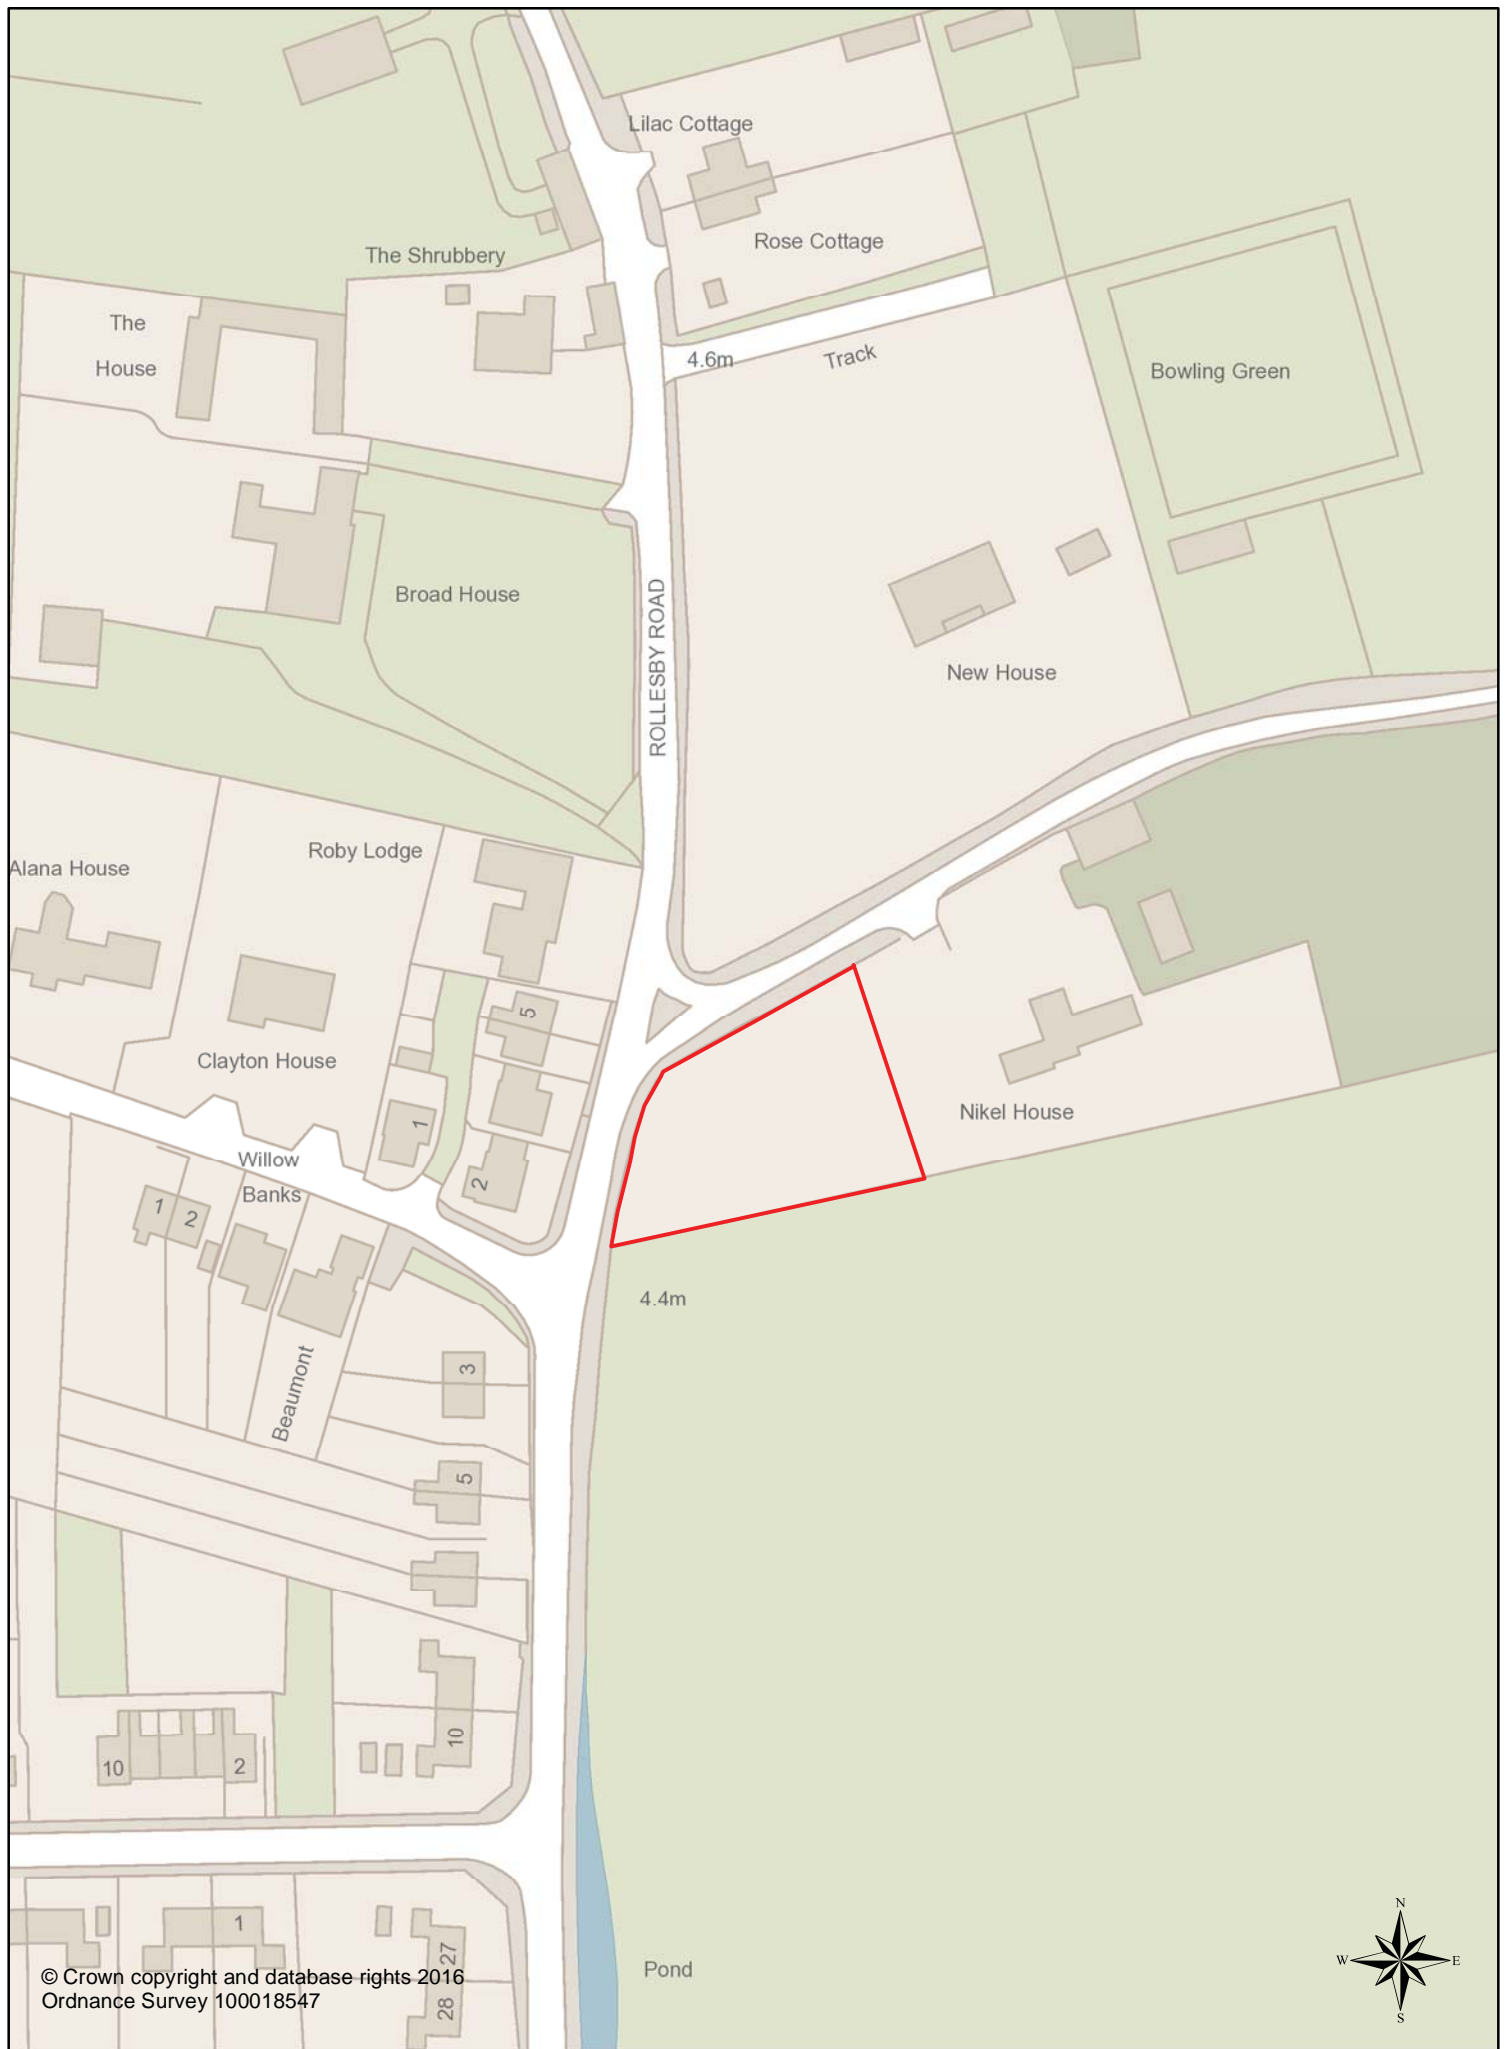 Lilac Cottage
Rose Cottage
The Shrubbery
The
House
4.6m
Track
Bowling Green
Broad House
ROLLESBY ROAD
New House
Roby Lodge
Alana House
5
Clayton House
1
Nikel House
Willow
Banks
2
1
2
4.4m
3
Beaumont
5
10
10
2
1
27
28
Pond
© Crown copyright and database rights 2016
Ordnance Survey 100018547
N
W
E
S